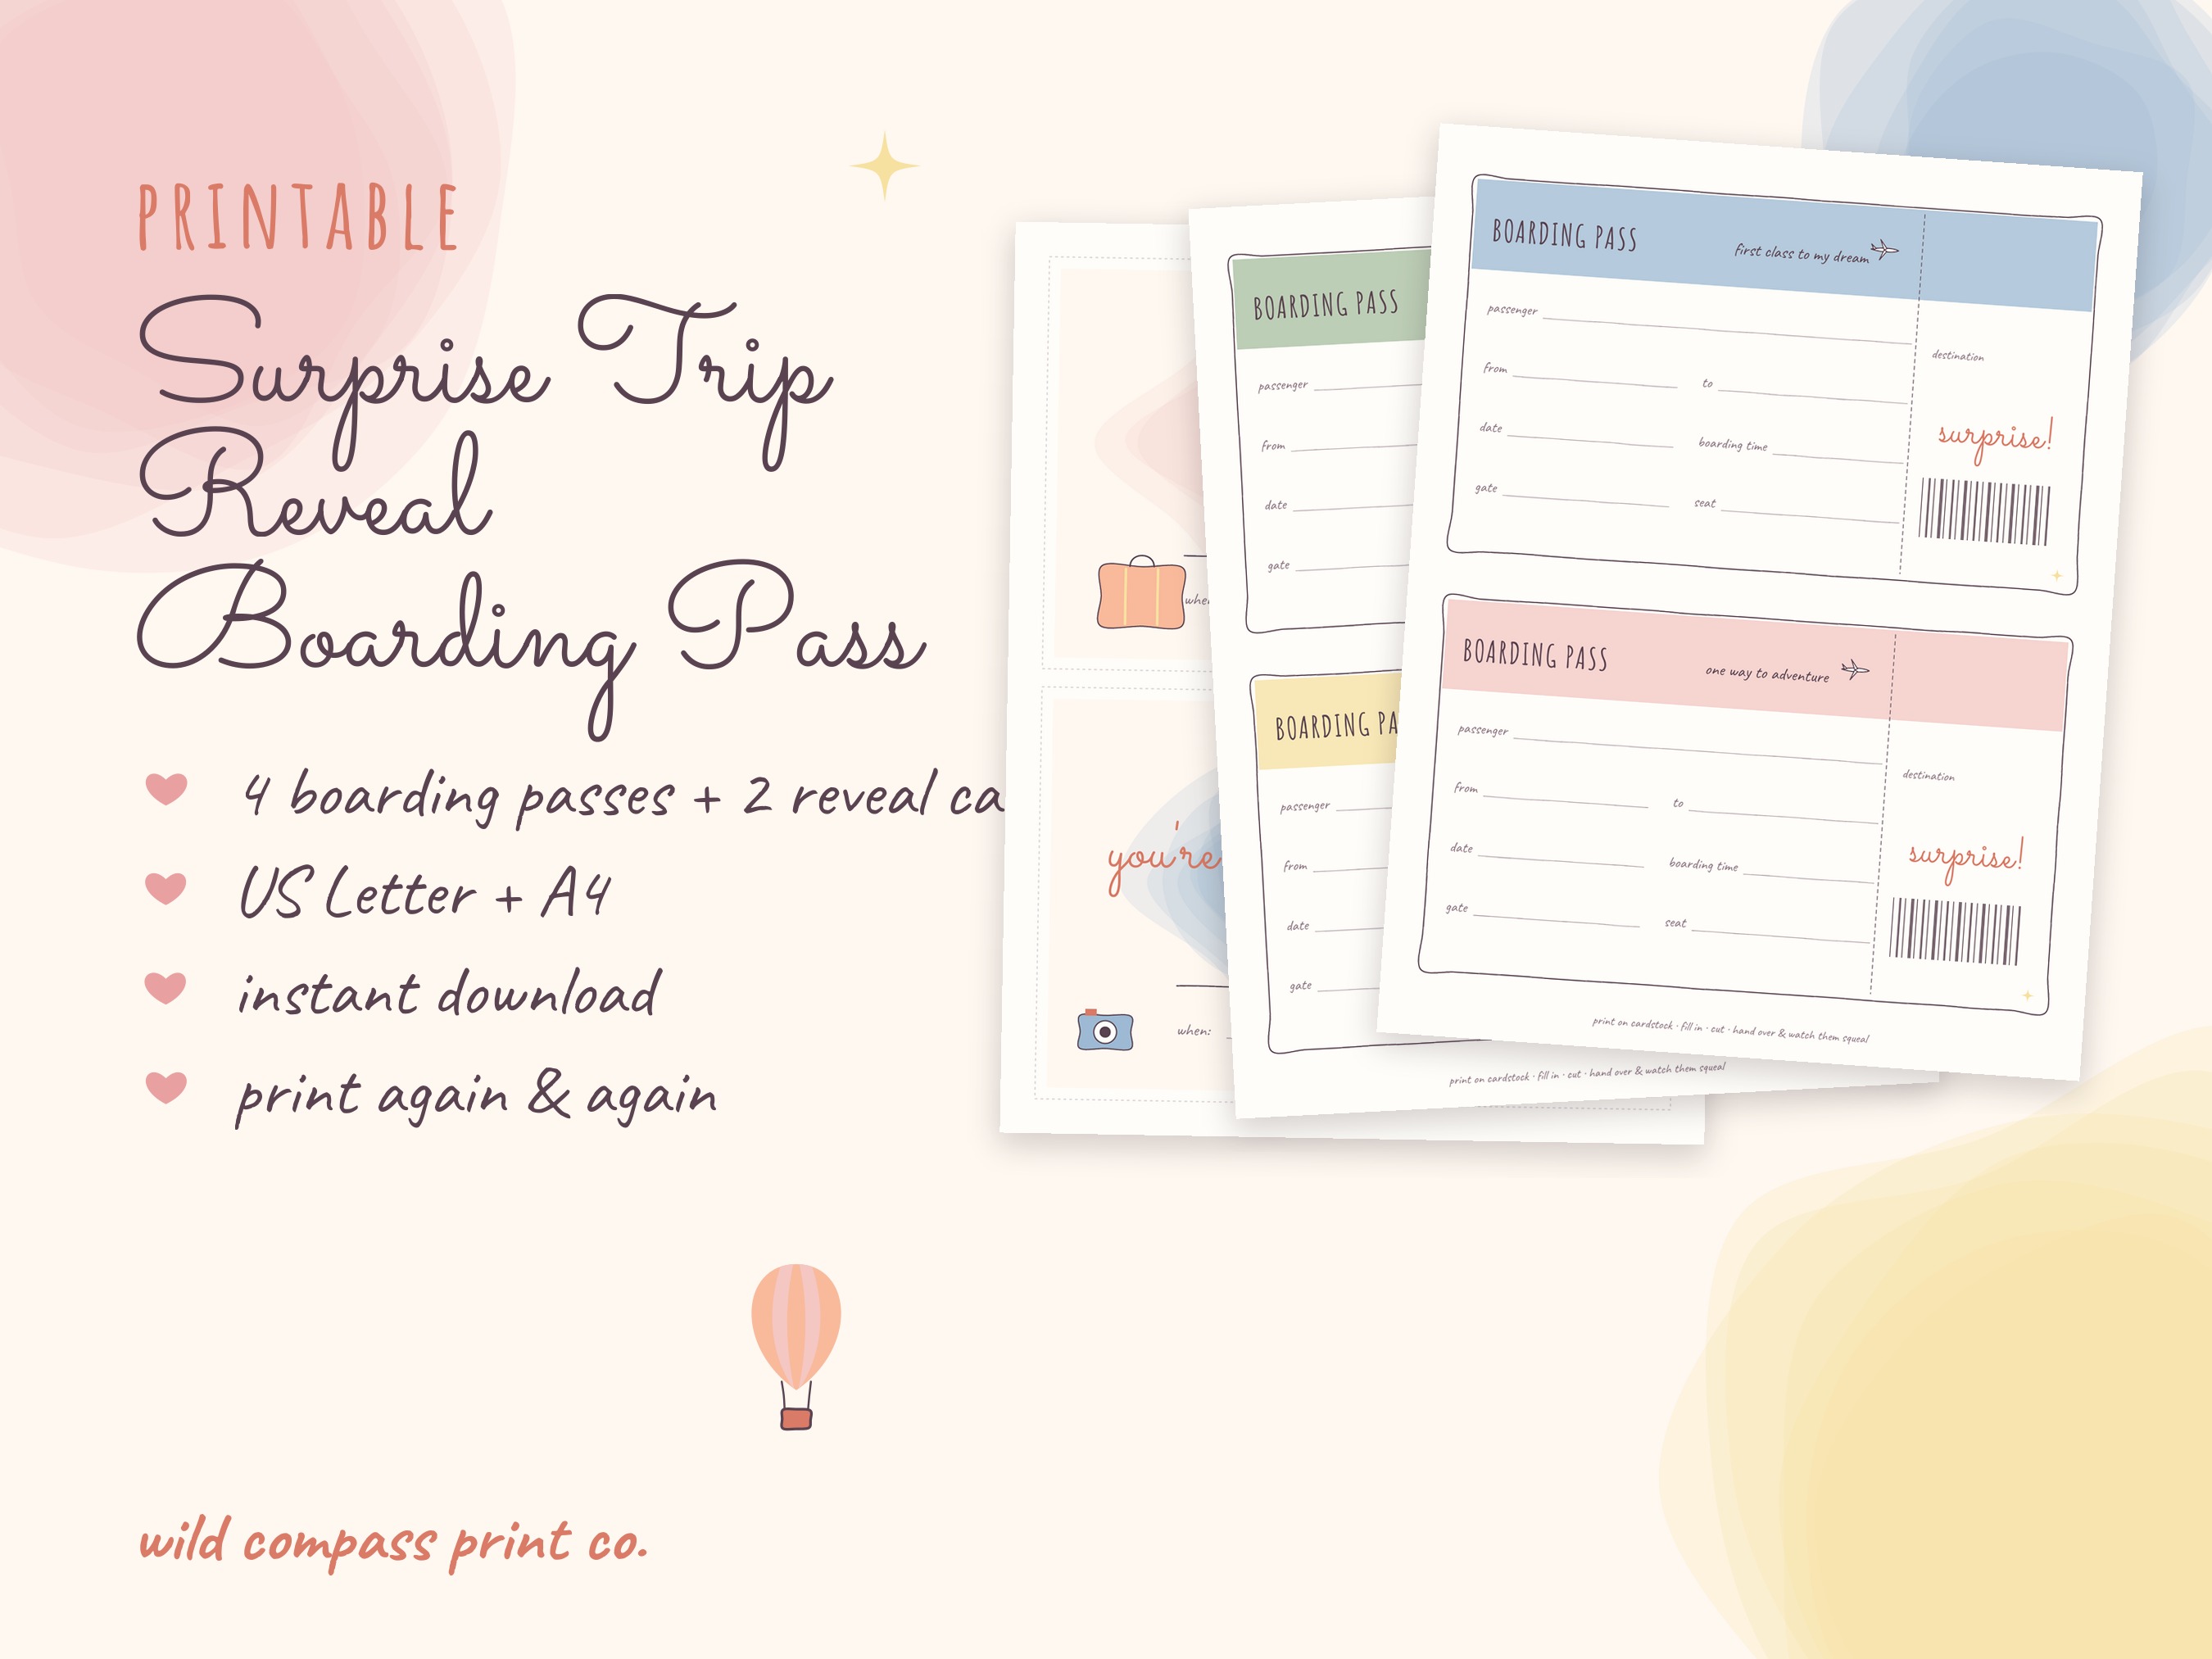 PRINTABLE
Surprise Trip
Reveal
Boarding Pass
4 boarding passes + 2 reveal ca
US Letter + A4
instant download
print again & again
wild compass print co.
when:
you're
when:
BOARDING PASS
passenger
from
date
gate
BOARDING PA
passenger
from
date
gate
print on cardstock · fill in · cut · hand over & watch them squeal
BOARDING PASS
first class to my dream
passenger
from
to
date
boarding time
gate
seat
destination
surprise!
BOARDING PASS
one way to adventure
passenger
from
to
date
boarding time
gate
seat
destination
surprise!
print on cardstock · fill in · cut · hand over & watch them squeal